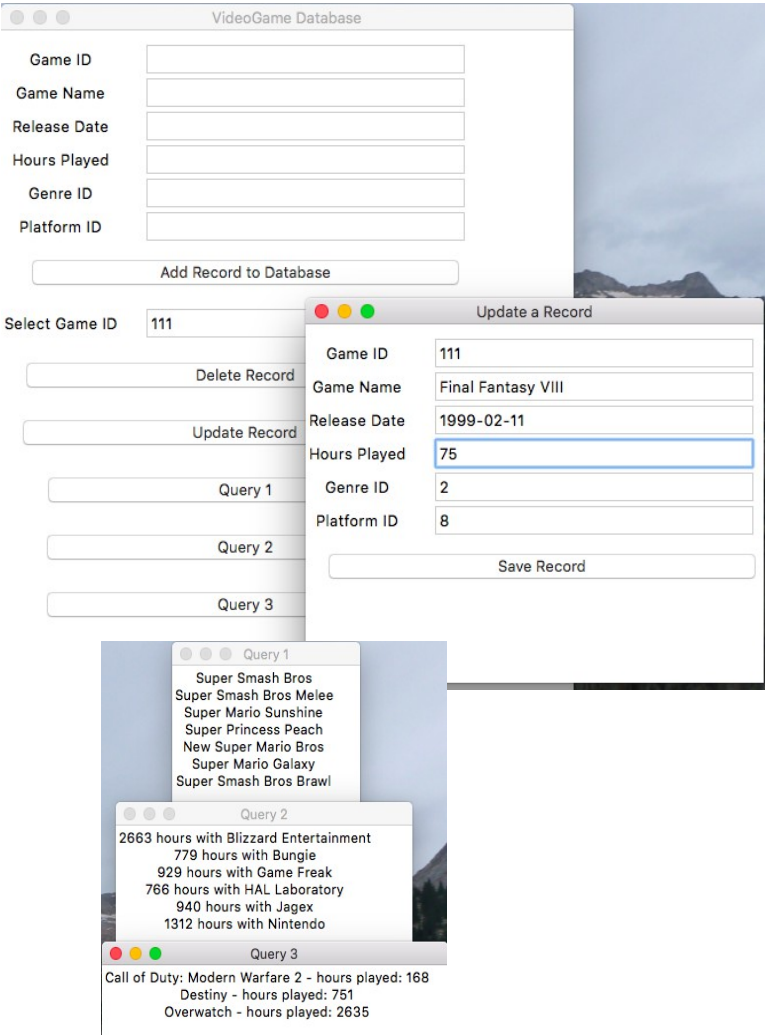 VideoGame Database
Game ID
Game Name
Release Date
Hours Played
Genre ID
Platform ID
Add Record to Database
Select Game ID 111
Delete Record
Update Record
Query 1
Query 2
Query 3
Update a Record
Game ID 111
Game Name Final Fantasy VIII
Release Date 1999-02-11
Hours Played 75
Genre ID 2
Platform ID 8
Save Record
Query 1
Super Smash Bros
Super Smash Bros Melee
Super Mario Sunshine
Super Princess Peach
New Super Mario Bros
Super Mario Galaxy
Super Smash Bros Brawl
Query 2
2663 hours with Blizzard Entertainment
779 hours with Bungie
929 hours with Game Freak
766 hours with HAL Laboratory
940 hours with Jagex
1312 hours with Nintendo
Query 3
Call of Duty: Modern Warfare 2 - hours played: 168
Destiny - hours played: 751
Overwatch - hours played: 2635